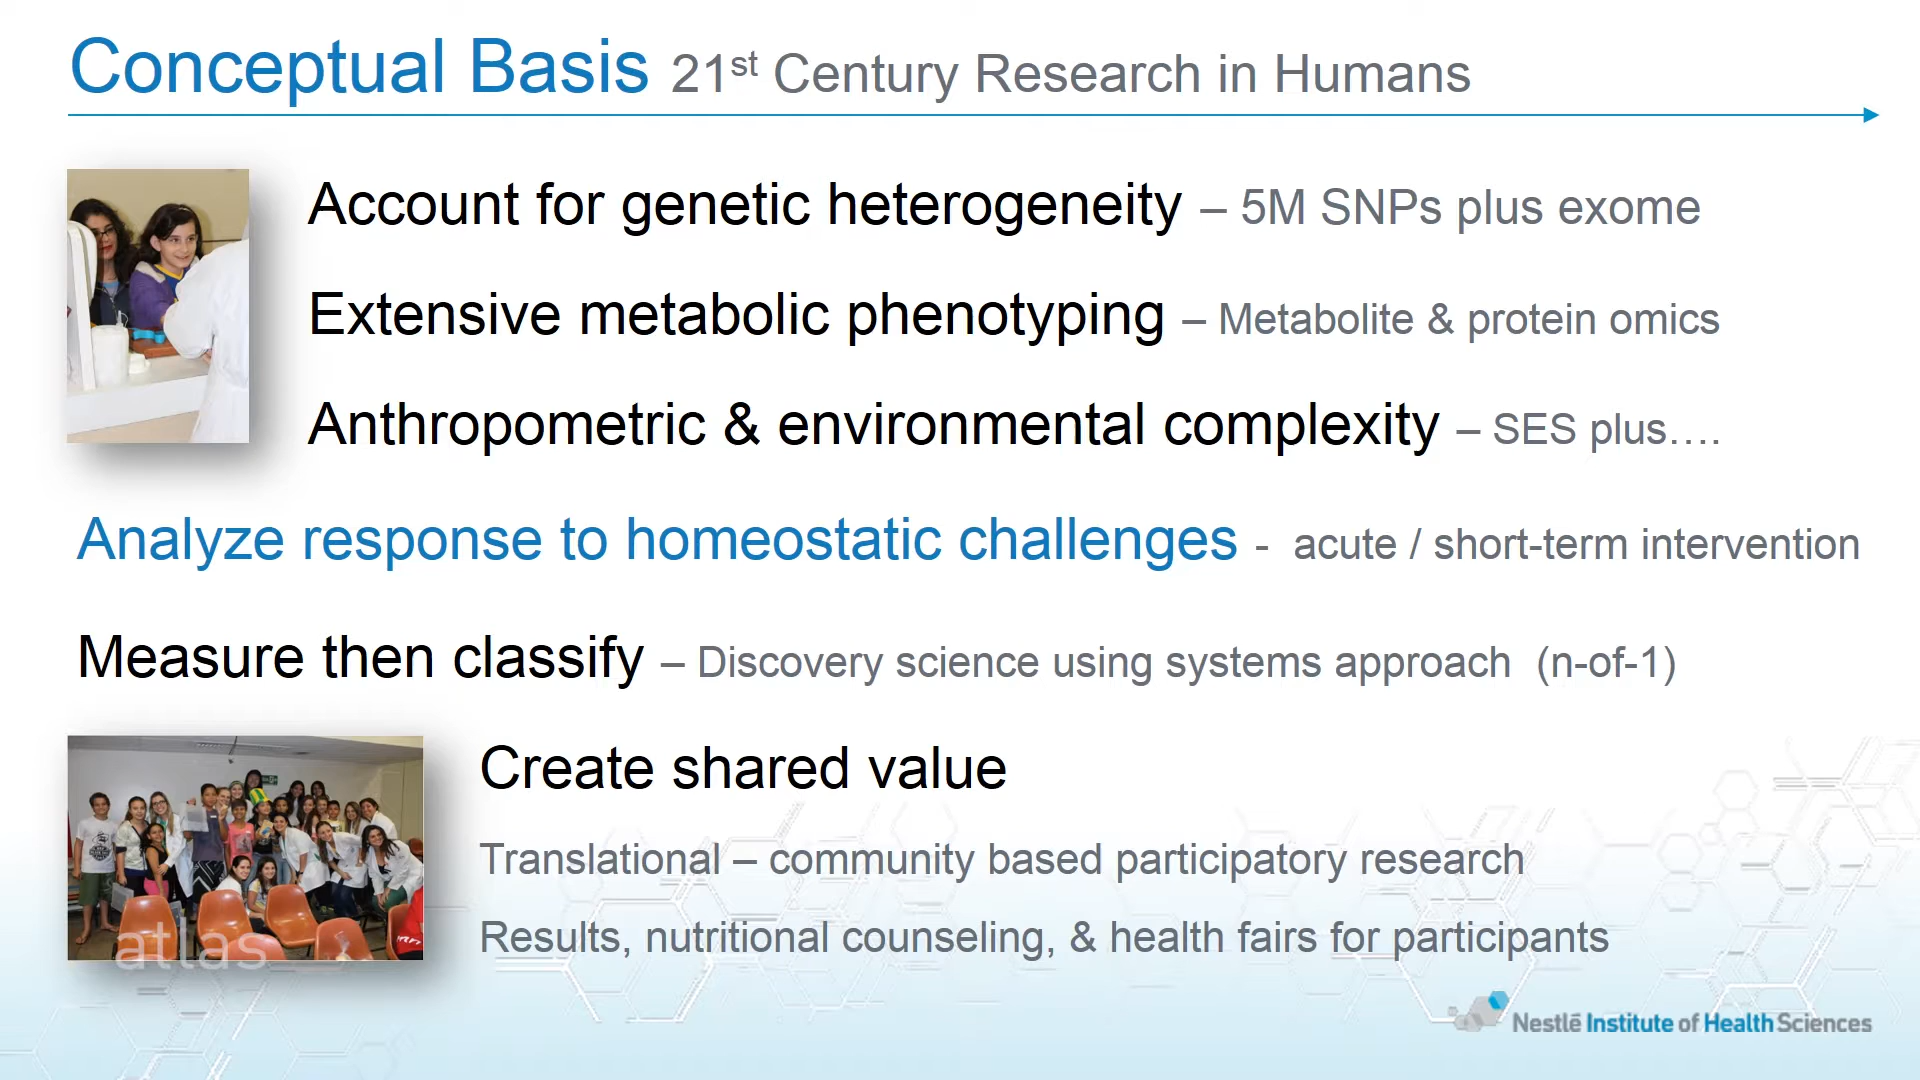 Conceptual Basis 21st Century Research in Humans
Account for genetic heterogeneity – 5M SNPs plus exome
Extensive metabolic phenotyping – Metabolite & protein omics
Anthropometric & environmental complexity – SES plus….
Analyze response to homeostatic challenges - acute / short-term intervention
Measure then classify – Discovery science using systems approach (n-of-1)
Create shared value
Translational – community based participatory research
Results, nutritional counseling, & health fairs for participants
atlas
Nestlé Institute of Health Sciences